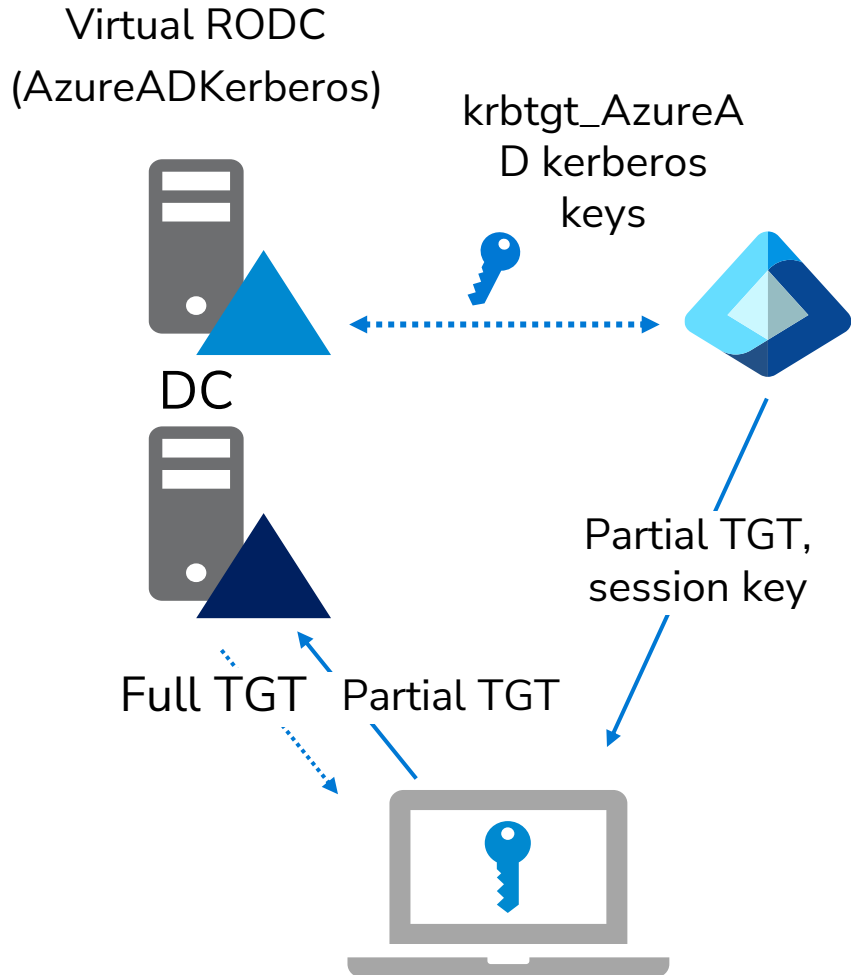 Virtual RODC
(AzureADKerberos)
krbtgt_AzureA
D kerberos
keys
DC
Partial TGT,
session key
Full TGT
Partial TGT